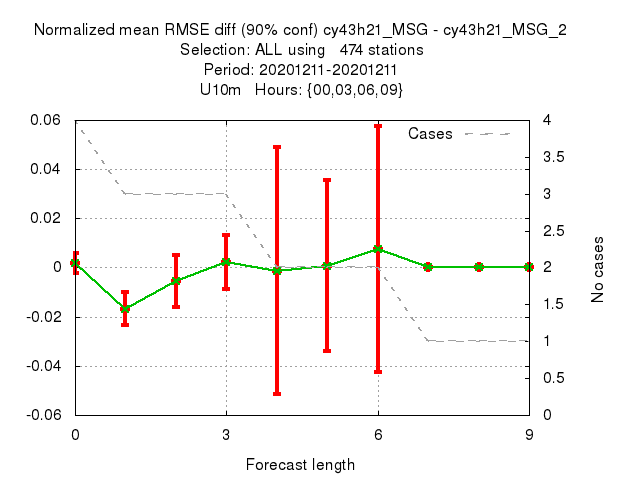 Normalized mean RMSE diff (90% conf) cy43h21_MSG - cy43h21_MSG_2
Selection: ALL using   474 stations
Period: 20201211-20201211
U10m   Hours: {00,03,06,09}
Cases
0.06
0.04
0.02
0
-0.02
-0.04
-0.06
4
3.5
3
2.5
2
1.5
1
0.5
0
No cases
0
3
6
9
Forecast length